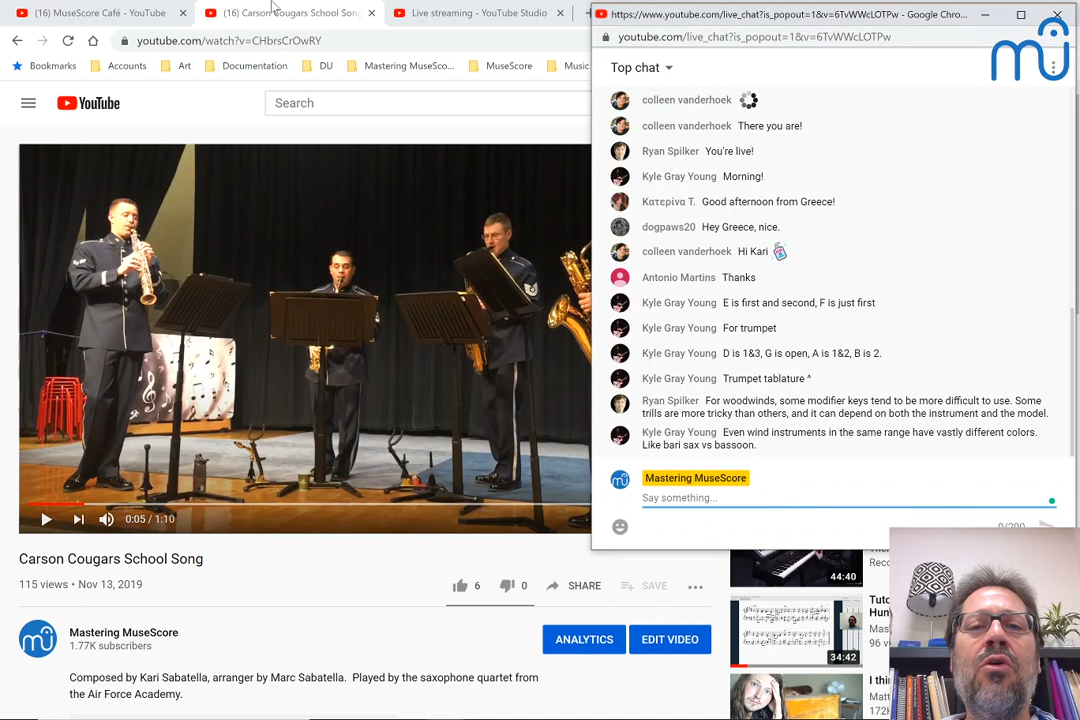 (16) MuseScore Café - YouTube
(16) Carson Cougars School Song
Live streaming - YouTube Studio
https://www.youtube.com/live_chat?is_popout=1&v=6TvWWcLOTPw - Google Chro...
youtube.com/watch?v=CHbrsCrOwRY
youtube.com/live_chat?is_popout=1&v=6TvWWcLOTPw
Bookmarks
Accounts
Art
Documentation
DU
Mastering MuseSco...
MuseScore
Music
YouTube
Search
Top chat
colleen vanderhoek
colleen vanderhoek There you are!
Ryan Spilker You're live!
Kyle Gray Young Morning!
Κατερίνα Τ. Good afternoon from Greece!
dogpaws20 Hey Greece, nice.
colleen vanderhoek Hi Kari
Antonio Martins Thanks
Kyle Gray Young E is first and second, F is just first
Kyle Gray Young For trumpet
Kyle Gray Young D is 1&3, G is open, A is 1&2, B is 2.
Kyle Gray Young Trumpet tablature ^
Ryan Spilker For woodwinds, some modifier keys tend to be more difficult to use. Some
trills are more tricky than others, and it can depend on both the instrument and the model.
Kyle Gray Young Even wind instruments in the same range have vastly different colors.
Like bari sax vs bassoon.
Mastering MuseScore
Say something...
0/200
0:05 / 1:10
Carson Cougars School Song
115 views • Nov 13, 2019
6
0
SHARE
SAVE
Mastering MuseScore
1.77K subscribers
ANALYTICS
EDIT VIDEO
Composed by Kari Sabatella, arranger by Marc Sabatella. Played by the saxophone quartet from
the Air Force Academy.
44:40
34:42
Reco
Tuto
Hun
Mas
96 v
I thi
Matt
172K